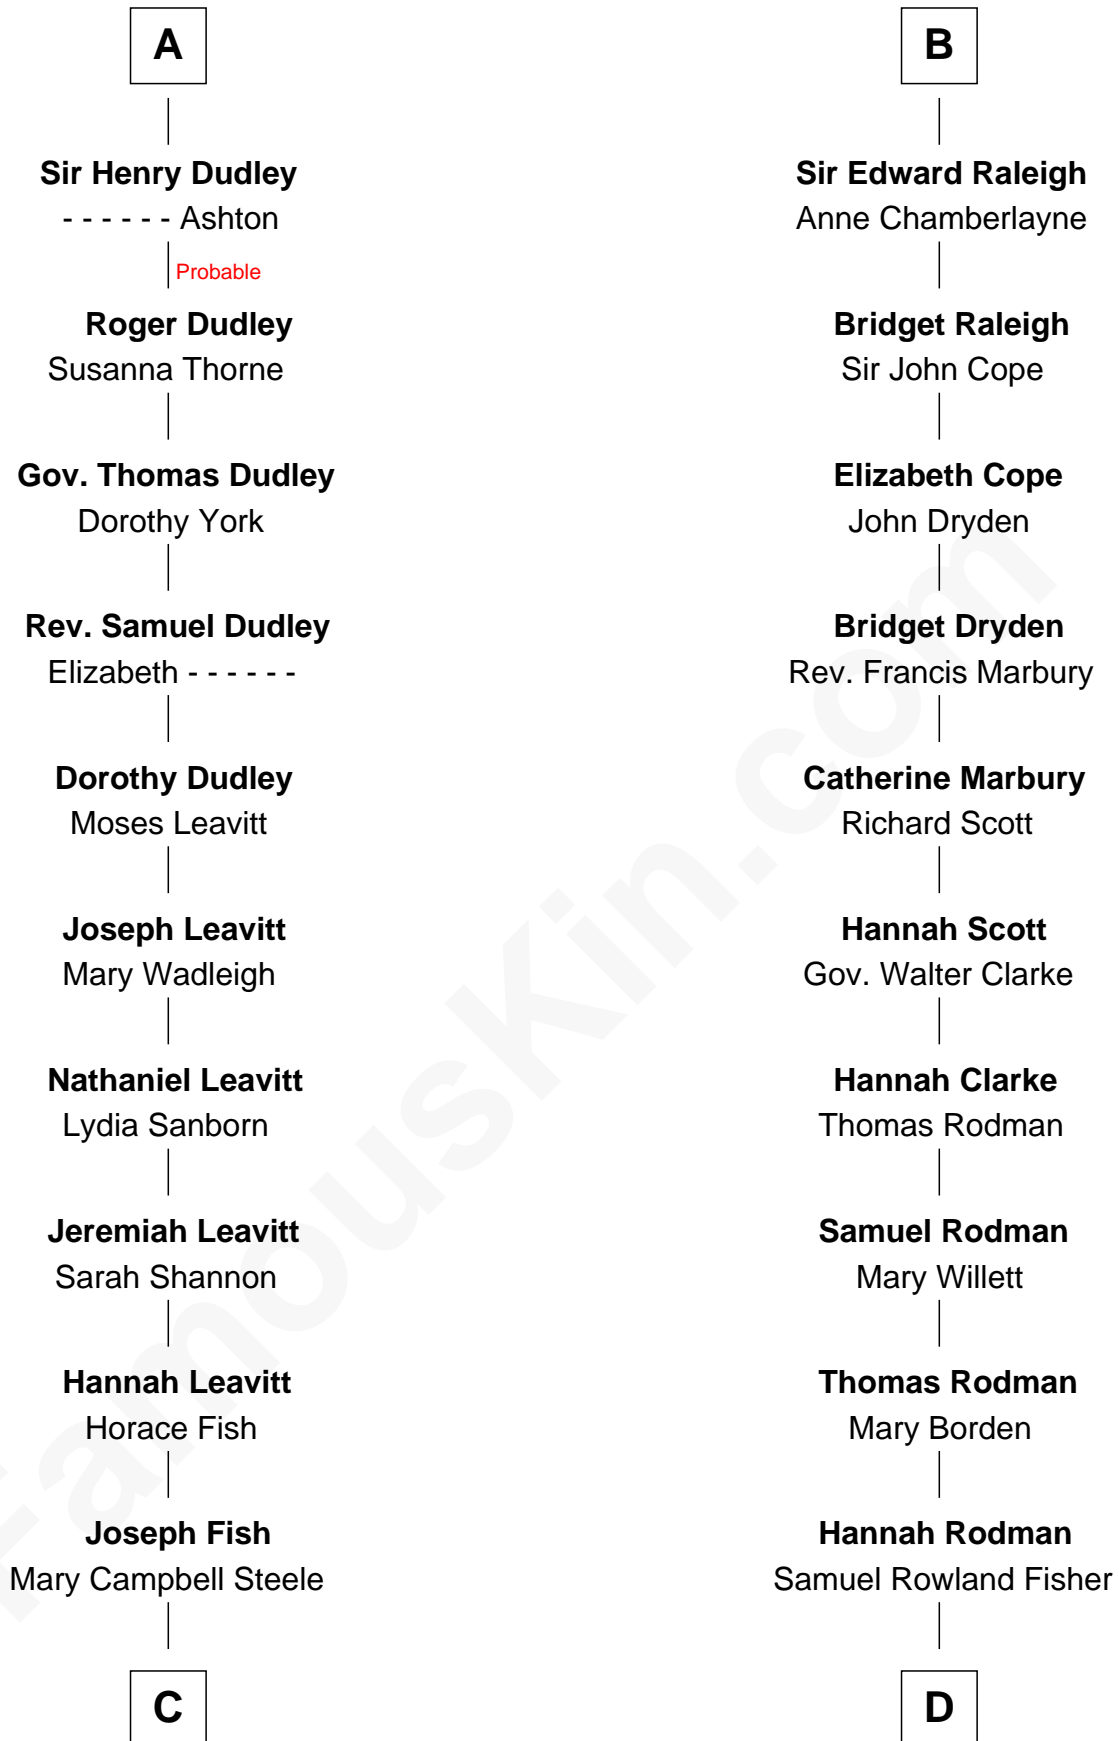 A
Sir Henry Dudley
- - - - - - Ashton
Probable
Roger Dudley
Susanna Thorne
Gov. Thomas Dudley
Dorothy York
Rev. Samuel Dudley
Elizabeth - - - - - -
Dorothy Dudley
Moses Leavitt
Joseph Leavitt
Mary Wadleigh
Nathaniel Leavitt
Lydia Sanborn
Jeremiah Leavitt
Sarah Shannon
Hannah Leavitt
Horace Fish
Joseph Fish
Mary Campbell Steele
C
B
Sir Edward Raleigh
Anne Chamberlayne
Bridget Raleigh
Sir John Cope
Elizabeth Cope
John Dryden
Bridget Dryden
Rev. Francis Marbury
Catherine Marbury
Richard Scott
Hannah Scott
Gov. Walter Clarke
Hannah Clarke
Thomas Rodman
Samuel Rodman
Mary Willett
Thomas Rodman
Mary Borden
Hannah Rodman
Samuel Rowland Fisher
D
FamousKin.com